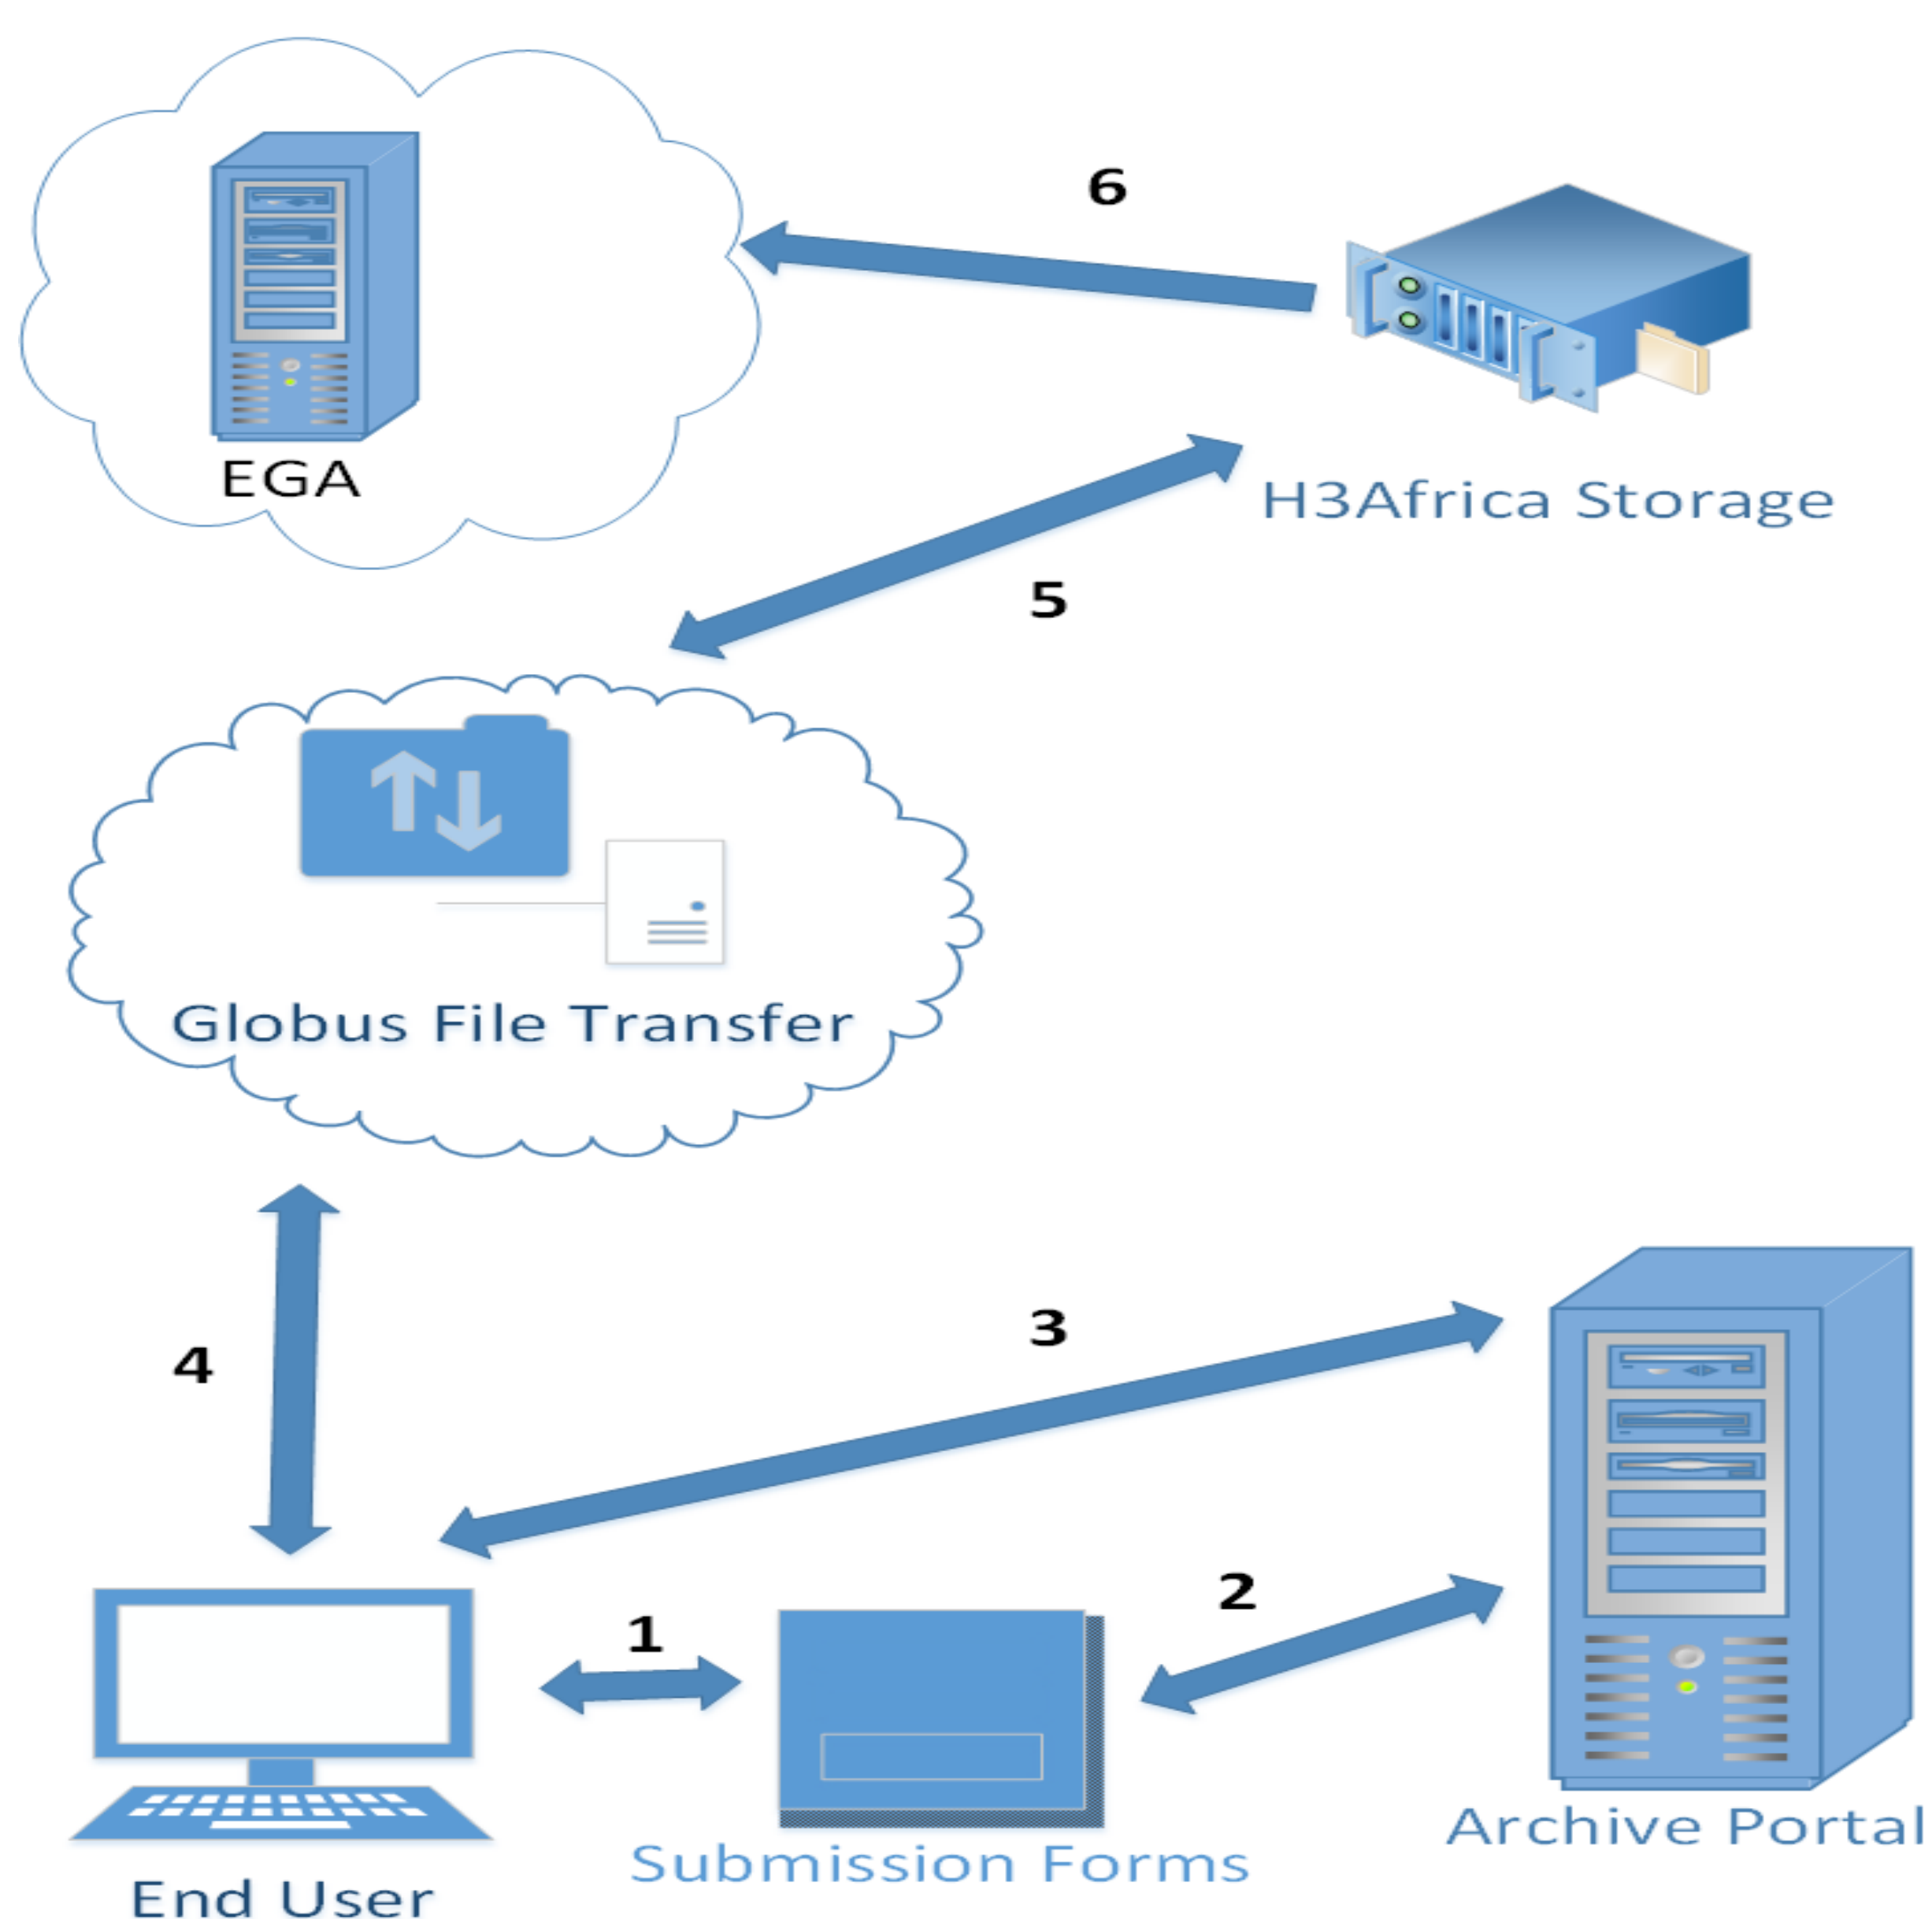 6
EGA
H3Africa Storage
5
Globus File Transfer
3
4
2
1
Archive Portal
Submission Forms
End User